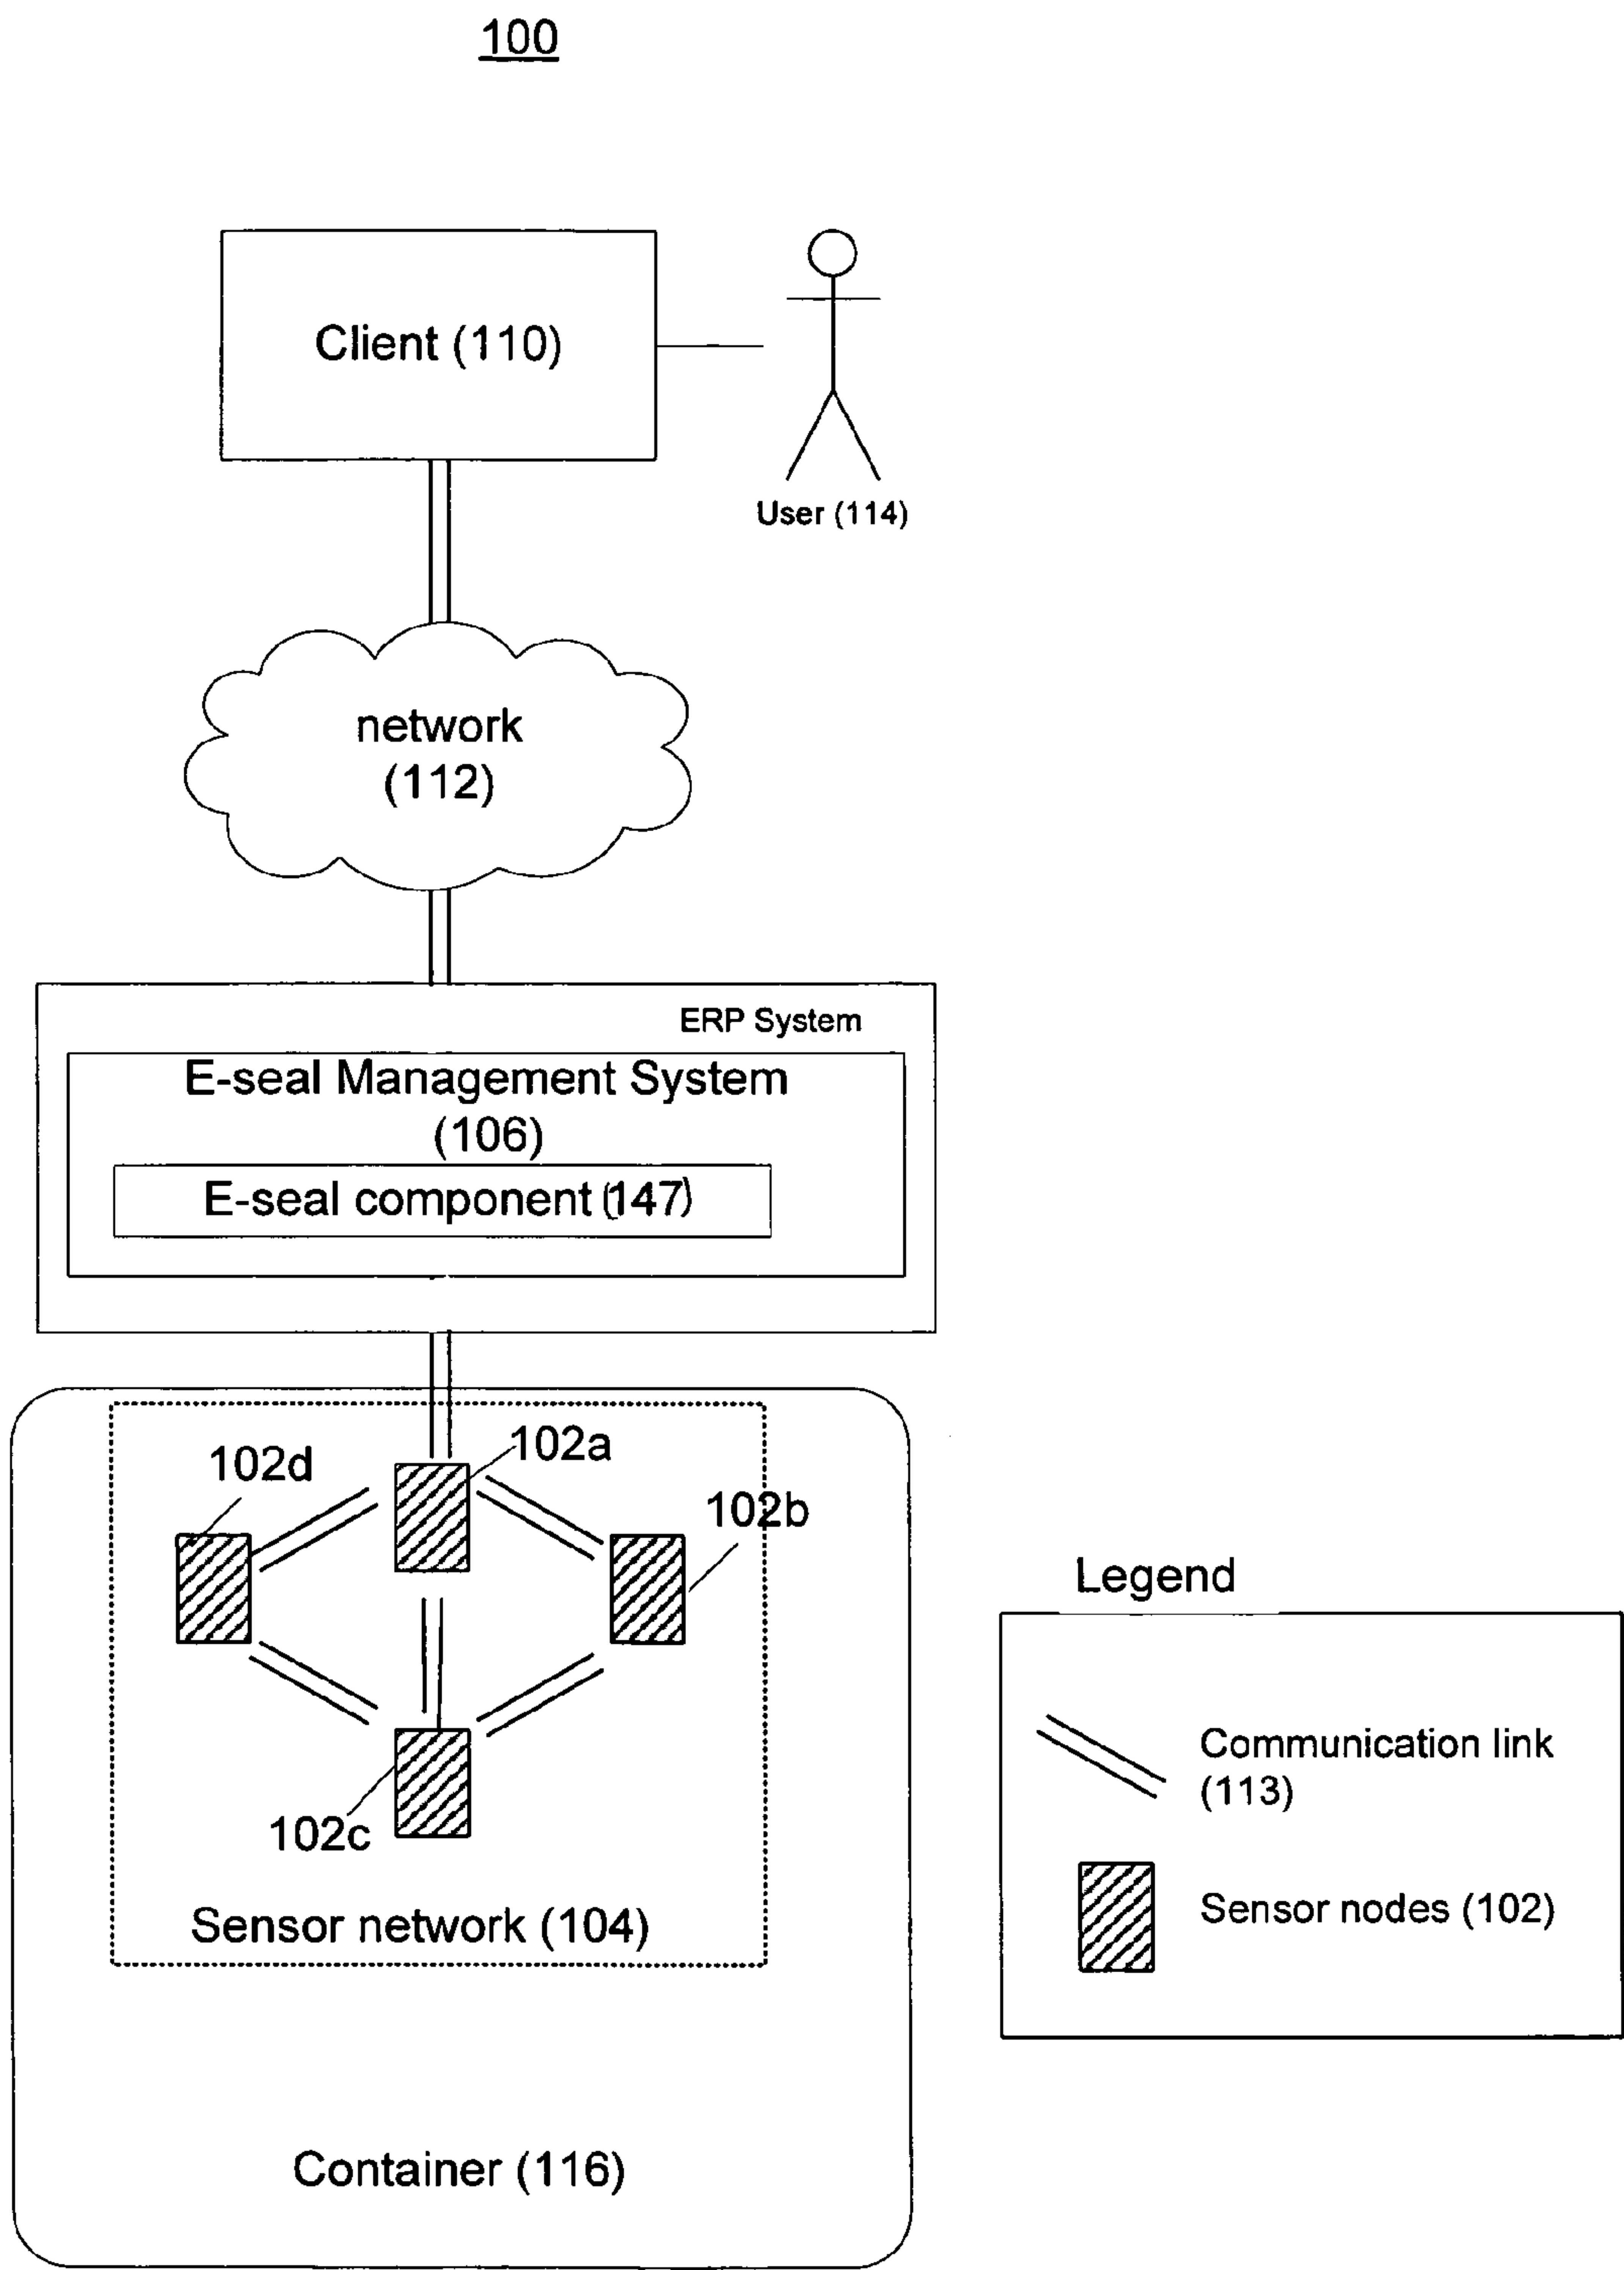 100
Client (110)
User (114)
network
(112)
ERP System
E-seal Management System
(106)
E-seal component (147)
102a
102d
102b
102c
Sensor network (104)
Container (116)
Legend
Communication link
(113)
Sensor nodes (102)